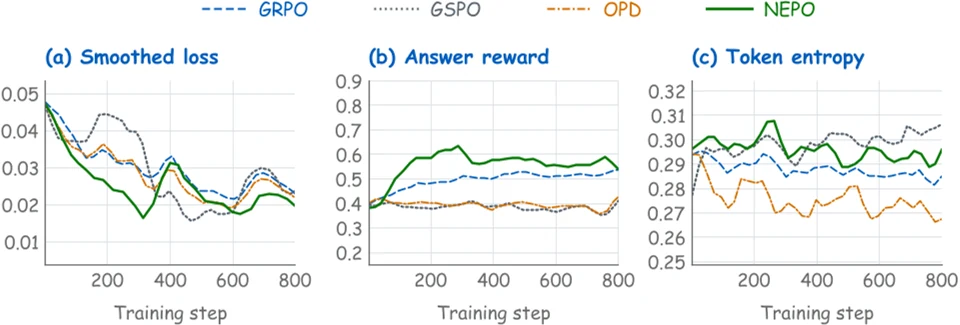 GRPO GSPO OPD NEPO
(a) Smoothed loss
0.05
0.04
0.03
0.02
0.01
200 400 600 800
Training step
(b) Answer reward
0.9
0.8
0.7
0.6
0.5
0.4
0.3
0.2
200 400 600 800
Training step
(c) Token entropy
0.32
0.31
0.30
0.29
0.28
0.27
0.26
0.25
200 400 600 800
Training step